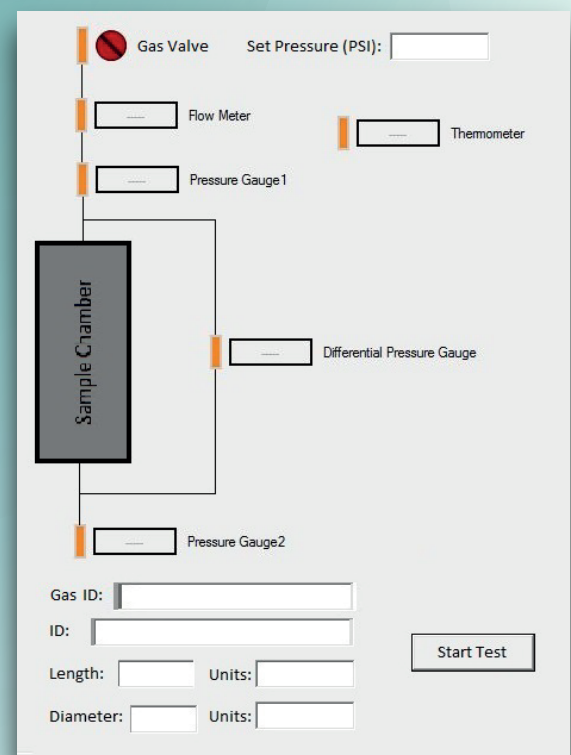 Gas Valve Set Pressure (PSI):
Flow Meter
Thermometer
Pressure Gauge1
Sample Chamber
Differential Pressure Gauge
Pressure Gauge2
Gas ID:
ID:
Start Test
Length: Units:
Diameter: Units: